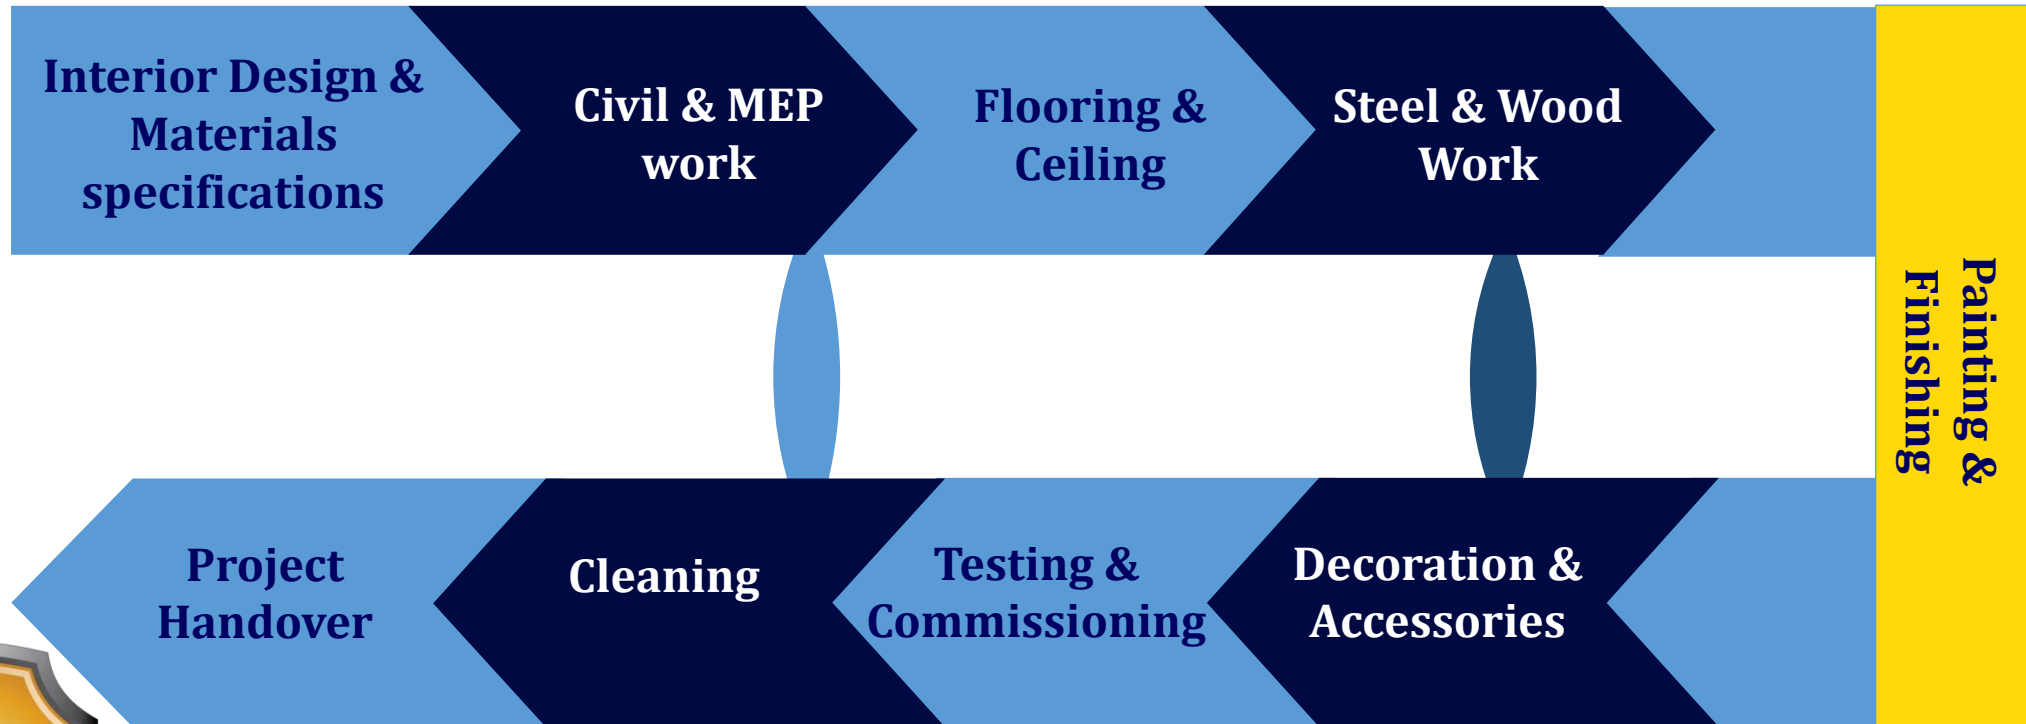 Interior Design &
Materials
specifications
Civil & MEP
work
Flooring &
Ceiling
Steel & Wood
Work
Painting &
Finishing
Decoration &
Accessories
Testing &
Commissioning
Cleaning
Project
Handover